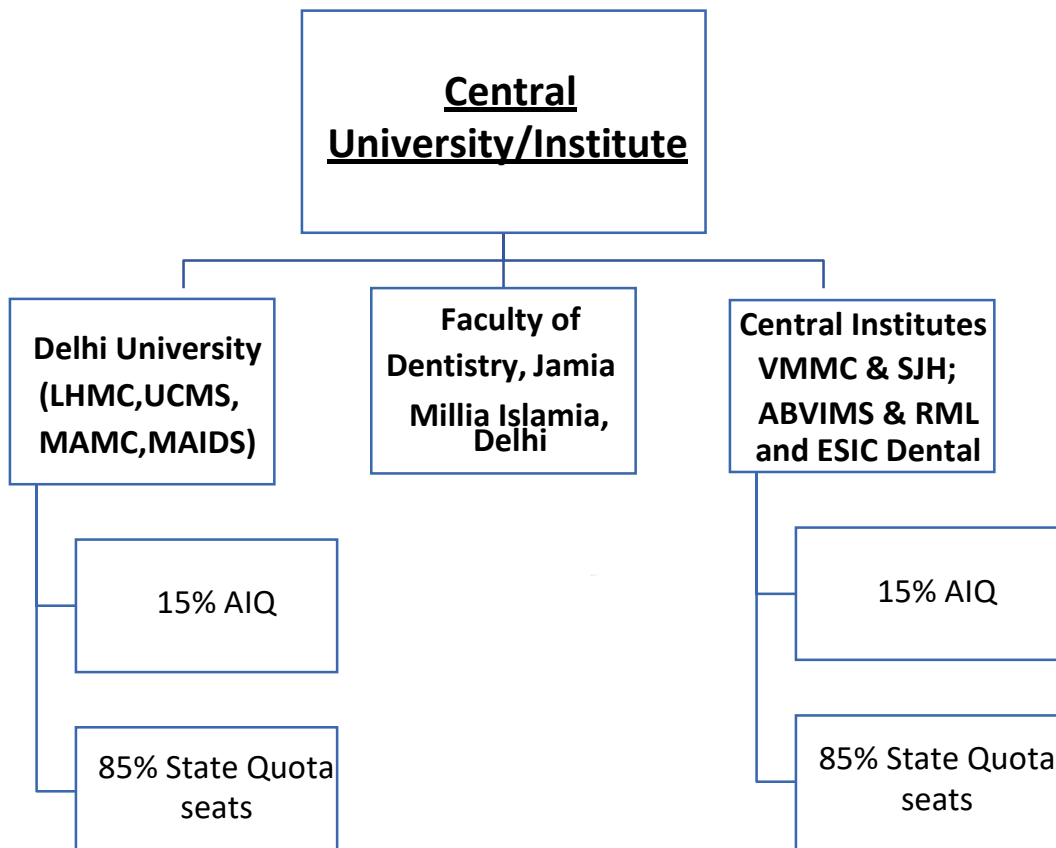 Central
University/Institute
Delhi University
(LHMC,UCMS,
MAMC,MAIDS)
15% AIQ
85% State Quota
seats
Faculty of
Dentistry, Jamia
Millia Islamia,
Delhi
Central Institutes
VMMC & SJH;
ABVIMS & RML
and ESIC Dental
15% AIQ
85% State Quota
seats